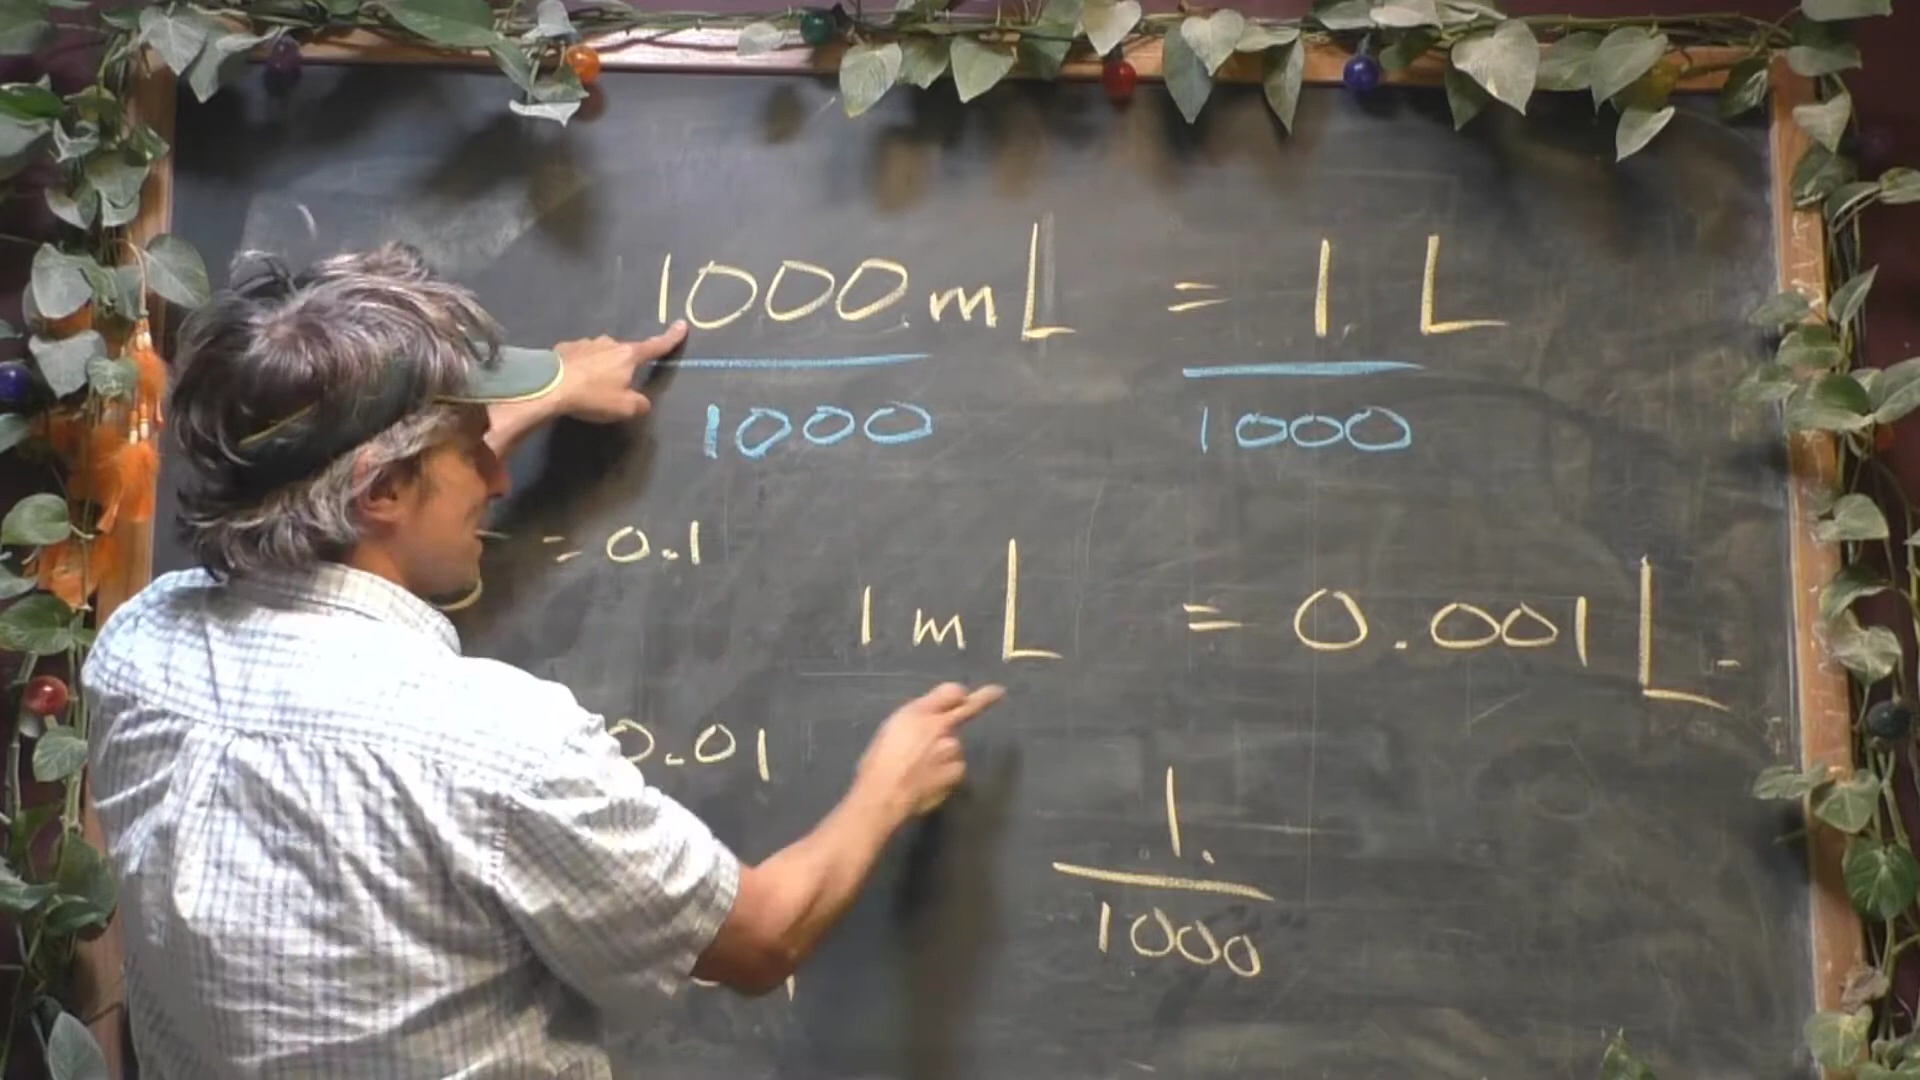 1000. mL = 1. L
1000 1000
= 0.1
1 mL = 0.001 L
0.01
1.
1000